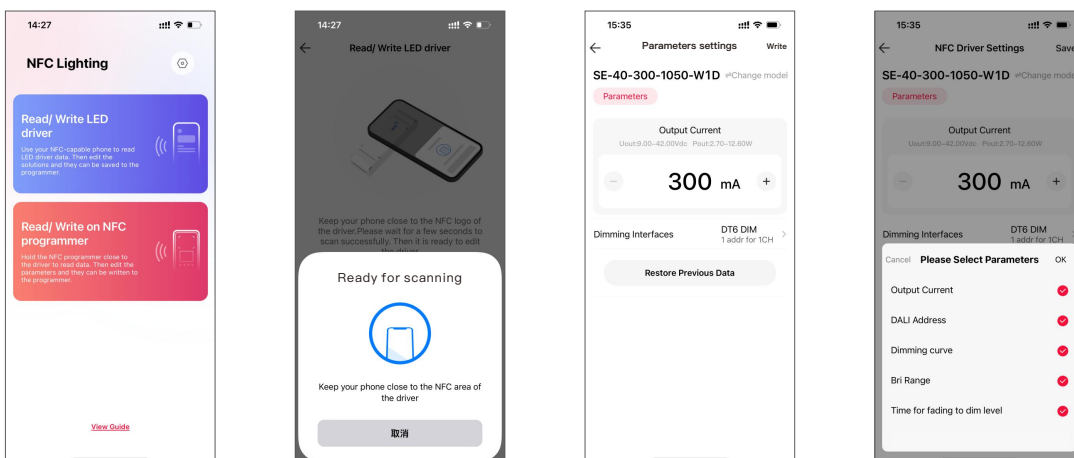 14:27
NFC Lighting
Read/ Write LED
driver
Use your NFC-capable phone to read
LED driver data. Then edit the
solutions and they can be saved to the
programmer.
Read/ Write on NFC
programmer
Hold the NFC programmer close to
the driver to read data. Then edit the
parameters and they can be written to
the programmer.
View Guide
14:27
Read/ Write LED driver
Keep your phone close to the NFC logo of
the driver.Please wait for a few seconds to
scan successfully. Then it is ready to edit
the driver
Ready for scanning
Keep your phone close to the NFC area of
the driver
取消
15:35
Parameters settings
Write
SE-40-300-1050-W1D ⇌Change model
Parameters
Output Current
Uout:9.00~42.00Vdc Pout:2.70~12.60W
300 mA
Dimming Interfaces
DT6 DIM
1 addr for 1CH
Restore Previous Data
15:35
NFC Driver Settings
Save
SE-40-300-1050-W1D ⇌Change mode
Parameters
Output Current
Uout:9.00~42.00Vdc Pout:2.70~12.60W
300 mA
Dimming Interfaces
DT6 DIM
1 addr for 1CH
Cancel Please Select Parameters OK
Output Current
DALI Address
Dimming curve
Bri Range
Time for fading to dim level